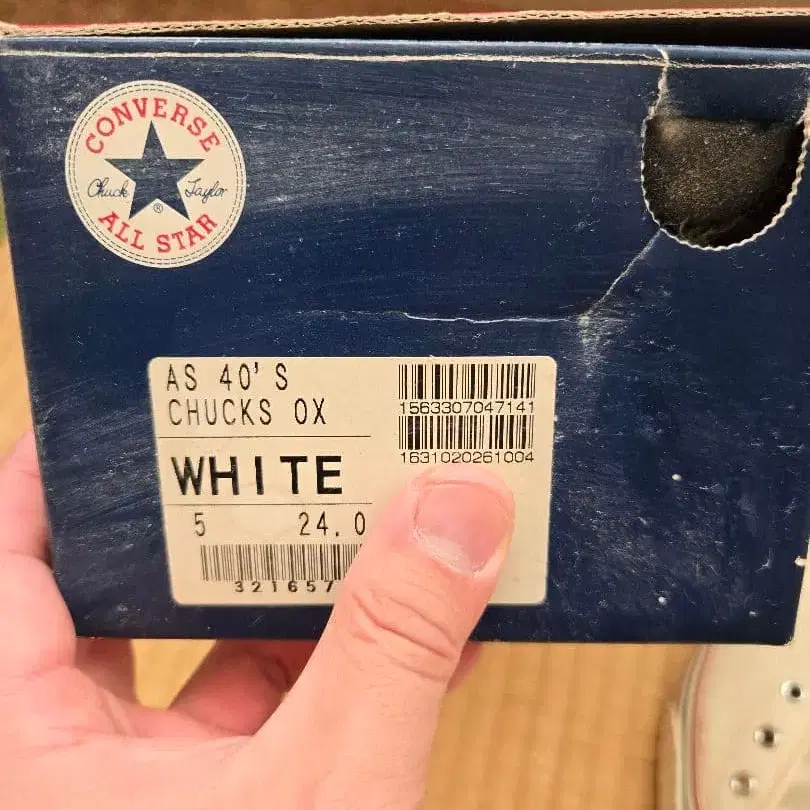 CONVERSE
Chuck Taylor
®
ALL STAR
AS 40'S
CHUCKS OX
1563307047141
1631020261004
WHITE
5 24.0
321657